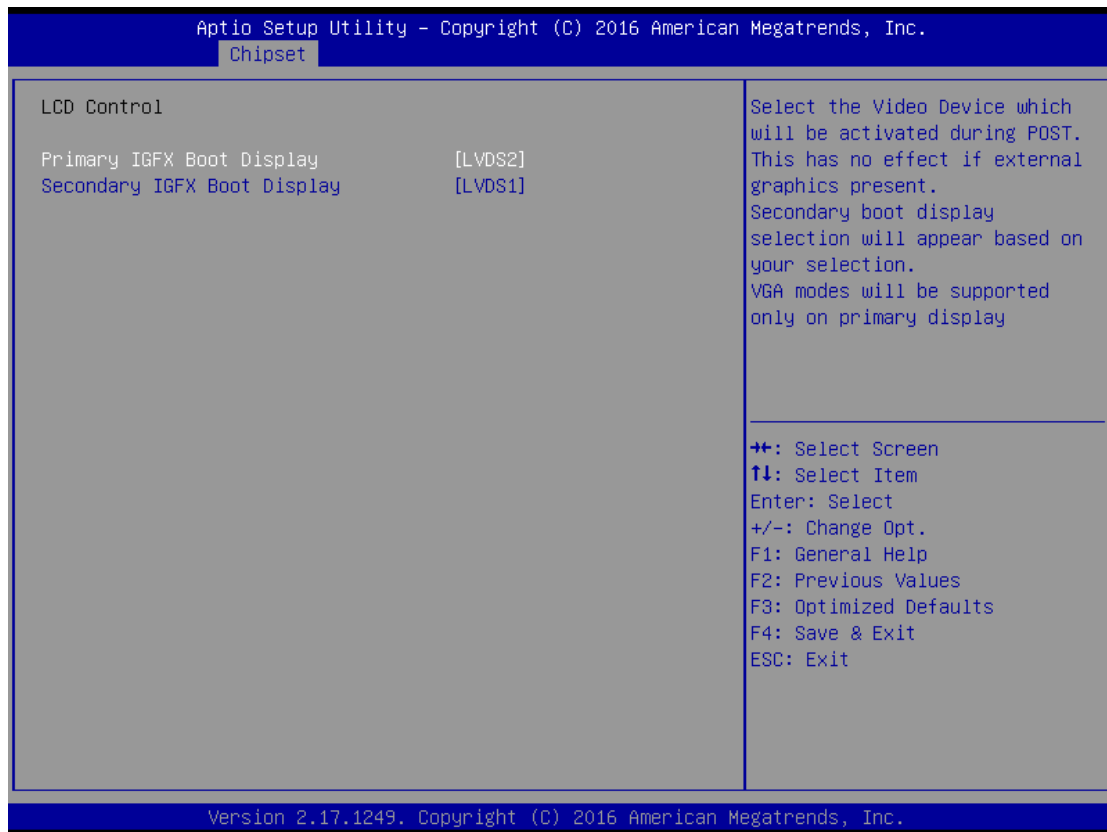 Aptio Setup Utility – Copyright (C) 2016 American Megatrends, Inc.
Chipset
LCD Control
Primary IGFX Boot Display [LVDS2]
Secondary IGFX Boot Display [LVDS1]
Select the Video Device which
will be activated during POST.
This has no effect if external
graphics present.
Secondary boot display
selection will appear based on
your selection.
VGA modes will be supported
only on primary display
→←: Select Screen
↑↓: Select Item
Enter: Select
+/-: Change Opt.
F1: General Help
F2: Previous Values
F3: Optimized Defaults
F4: Save & Exit
ESC: Exit
Version 2.17.1249. Copyright (C) 2016 American Megatrends, Inc.